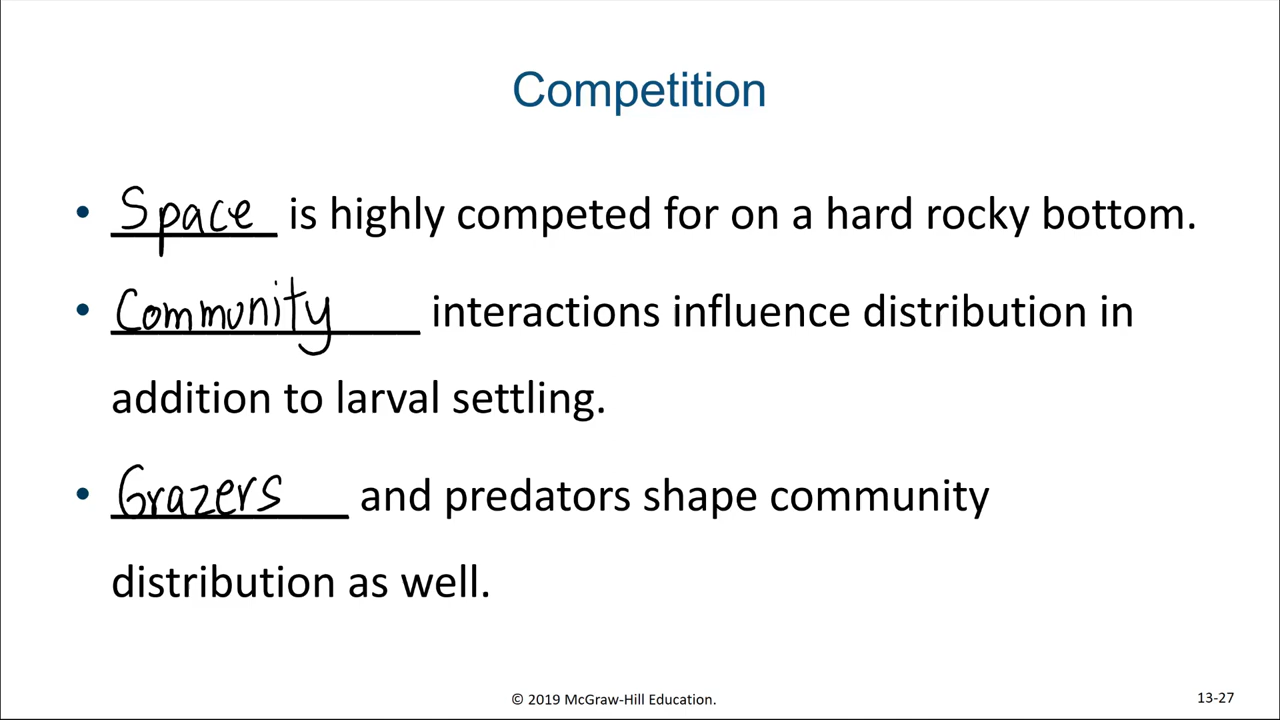 Competition
• Space is highly competed for on a hard rocky bottom.
• Community interactions influence distribution in
addition to larval settling.
• Grazers and predators shape community
distribution as well.
© 2019 McGraw-Hill Education.
13-27